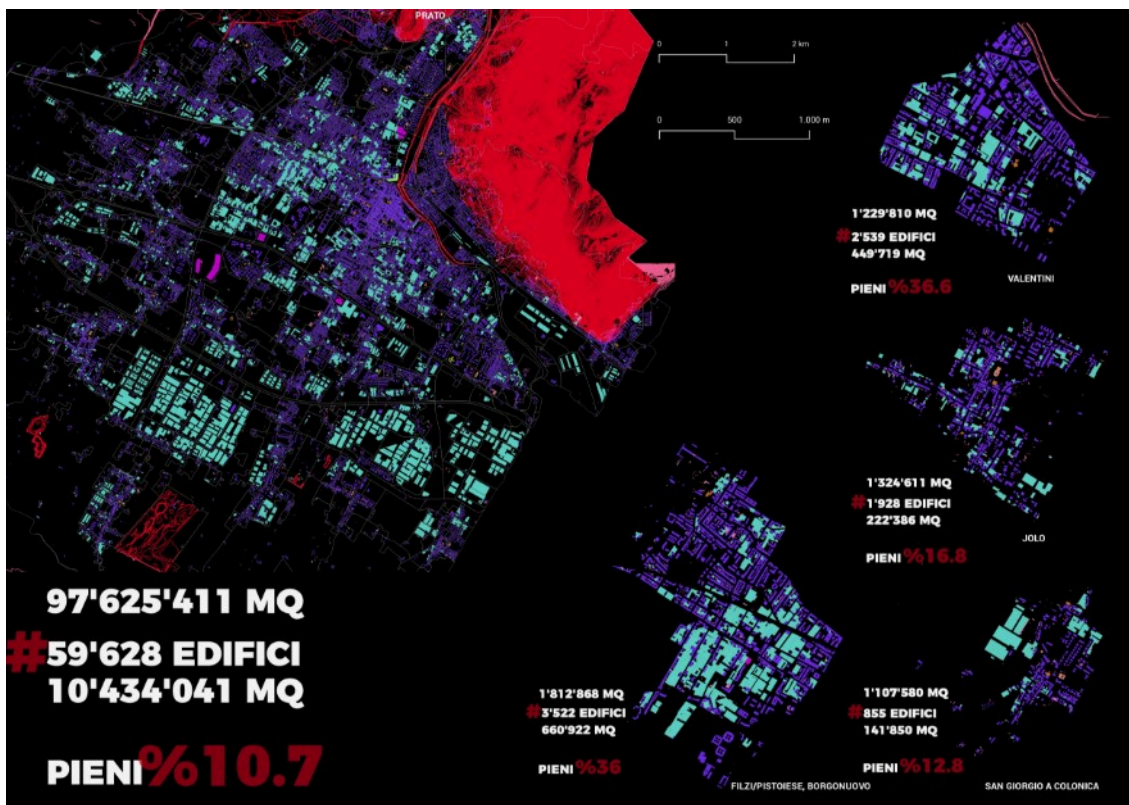 PRATO
0 1 2 km
0 500 1.000 m
97'625'411 MQ
#59'628 EDIFICI
10'434'041 MQ
PIENI %10.7
1'229'810 MQ
#2'539 EDIFICI
449'719 MQ
PIENI %36.6
VALENTINI
1'324'611 MQ
#1'928 EDIFICI
222'386 MQ
PIENI %16.8
JOLO
1'812'868 MQ
#3'522 EDIFICI
660'922 MQ
PIENI %36
FILZI/PISTOIESE, BORGONUOVO
1'107'580 MQ
#855 EDIFICI
141'850 MQ
PIENI %12.8
SAN GIORGIO A COLONICA